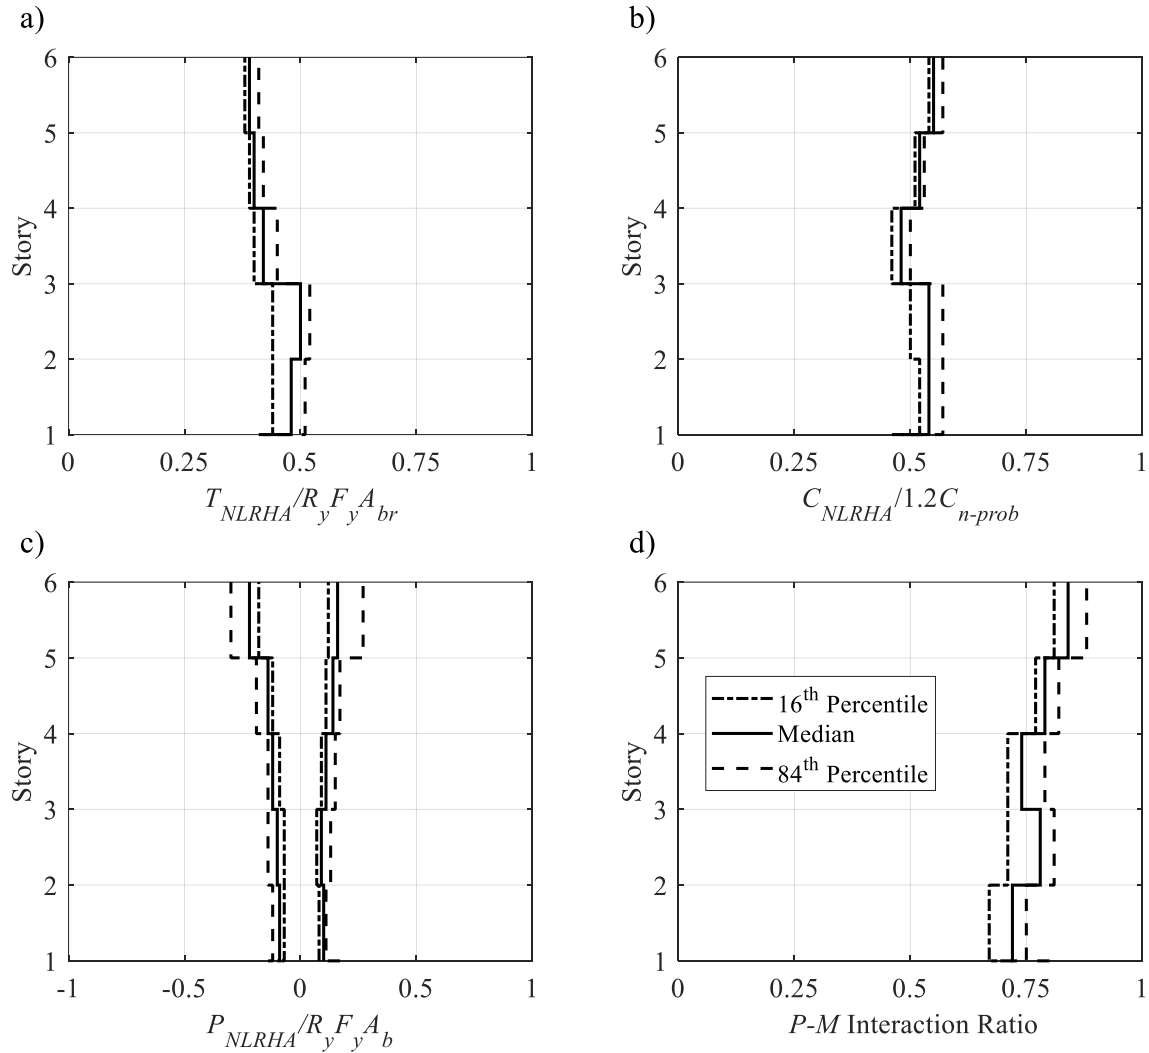 a)
6
5
4
3
2
1
Story
0 0.25 0.5 0.75 1
T_NLRHA/R_yF_yA_br
b)
6
5
4
3
2
1
Story
0 0.25 0.5 0.75 1
C_NLRHA/1.2C_n-prob
c)
6
5
4
3
2
1
Story
-1 -0.5 0 0.5 1
P_NLRHA/R_yF_yA_b
d)
6
5
4
3
2
1
Story
16th Percentile
Median
84th Percentile
0 0.25 0.5 0.75 1
P-M Interaction Ratio